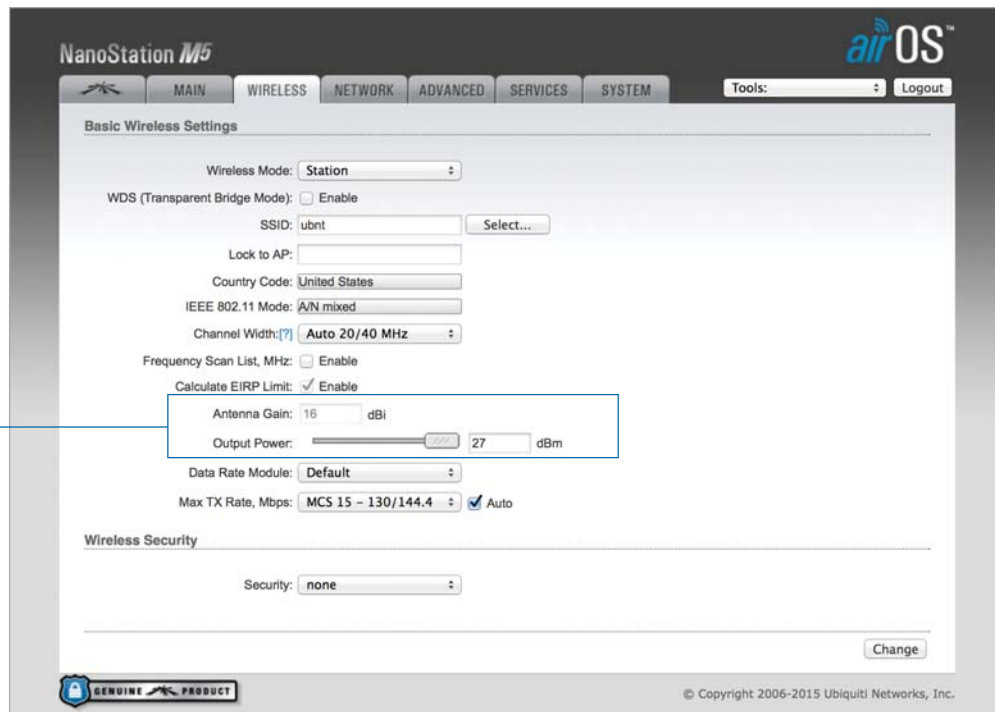 NanoStation M5
airOS™
MAIN WIRELESS NETWORK ADVANCED SERVICES SYSTEM Tools: Logout
Basic Wireless Settings
Wireless Mode: Station
WDS (Transparent Bridge Mode): Enable
SSID: ubnt Select...
Lock to AP:
Country Code: United States
IEEE 802.11 Mode: A/N mixed
Channel Width:[?] Auto 20/40 MHz
Frequency Scan List, MHz: Enable
Calculate EIRP Limit: Enable
Antenna Gain: 16 dBi
Output Power: 27 dBm
Data Rate Module: Default
Max TX Rate, Mbps: MCS 15 – 130/144.4 Auto
Wireless Security
Security: none
Change
GENUINE PRODUCT
© Copyright 2006-2015 Ubiquiti Networks, Inc.